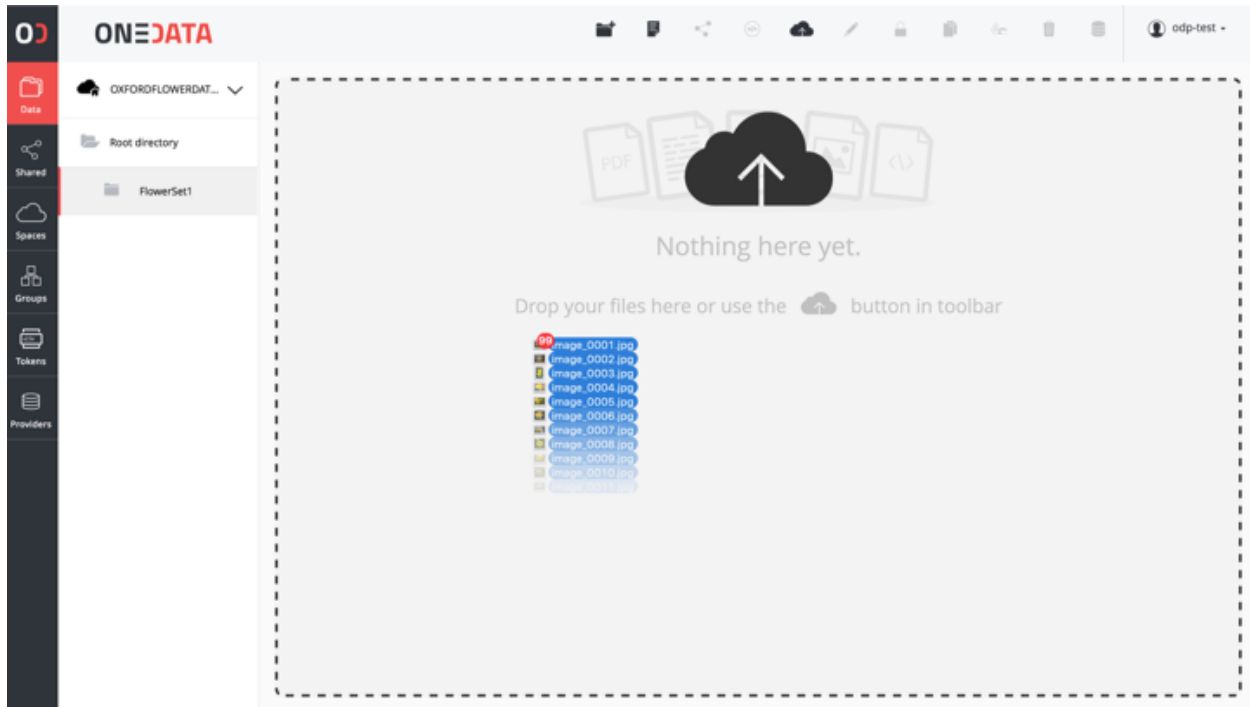 ONEDATA
odp-test
Data
Shared
Spaces
Groups
Tokens
Providers
OXFORDFLOWERDAT...
Root directory
FlowerSet1
PDF
Nothing here yet.
Drop your files here or use the button in toolbar
99
image_0001.jpg
image_0002.jpg
image_0003.jpg
image_0004.jpg
image_0005.jpg
image_0006.jpg
image_0007.jpg
image_0008.jpg
image_0009.jpg
image_0010.jpg
image_0011.jpg